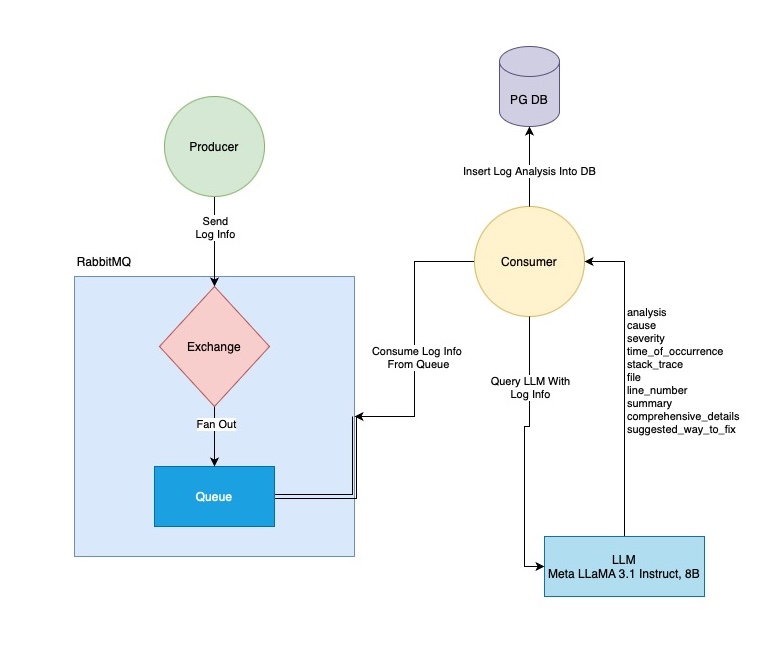 PG DB
Producer
Insert Log Analysis Into DB
Send
Log Info
RabbitMQ
Consumer
Exchange
Consume Log Info
From Queue
Query LLM With
Log Info
analysis
cause
severity
time_of_occurrence
stack_trace
file
line_number
summary
comprehensive_details
suggested_way_to_fix
Fan Out
Queue
LLM
Meta LLaMA 3.1 Instruct, 8B